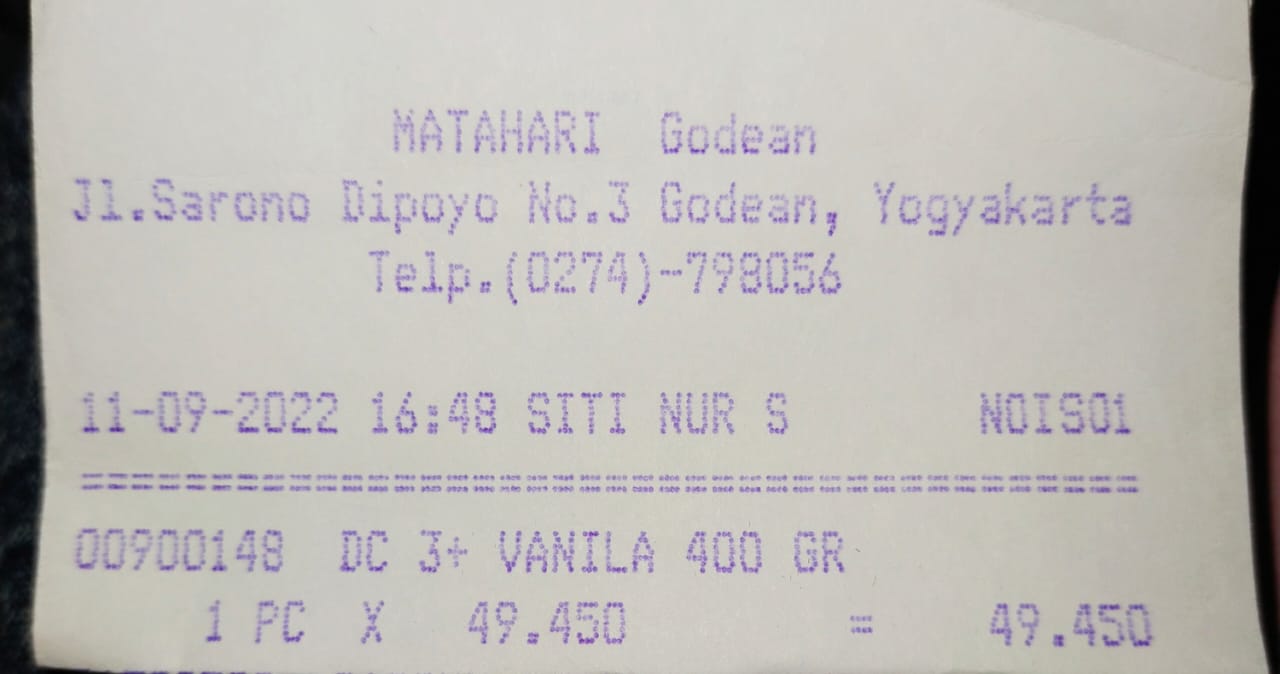 MATAHARI Godean
Jl.Sarono Dipoyo No.3 Godean, Yogyakarta
Telp.(0274)-798056
11-09-2022 16:48 SITI NUR S NOIS01
========================================
00900148 DC 3+ VANILA 400 GR
1 PC X 49.450 = 49.450